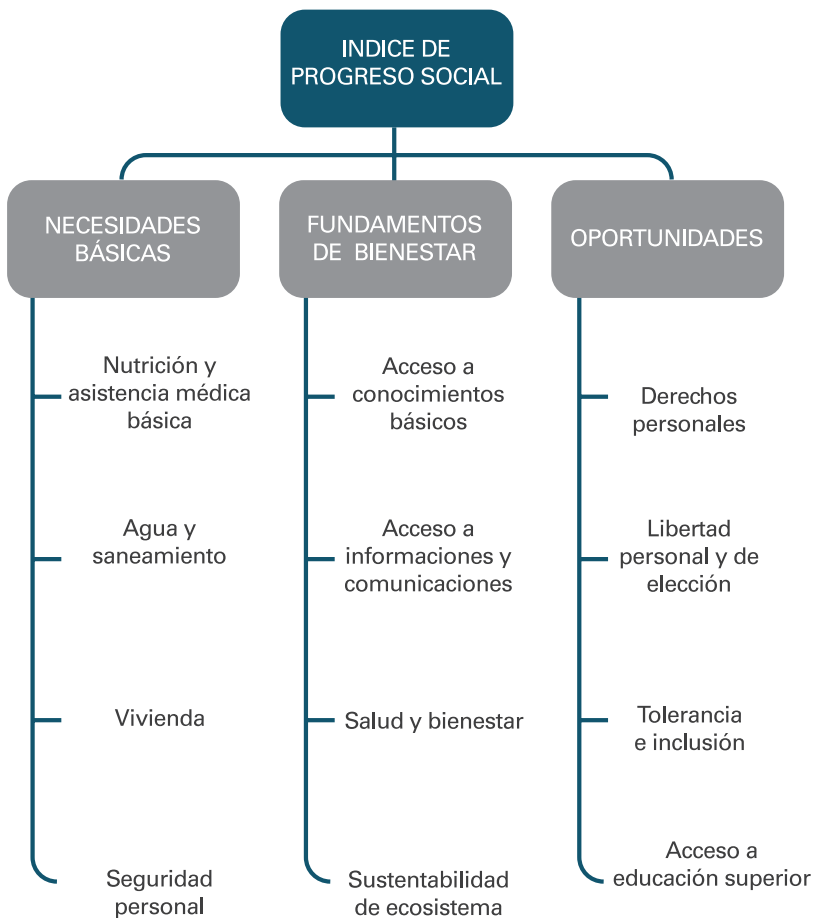 INDICE DE
PROGRESO SOCIAL
NECESIDADES
BÁSICAS
Nutrición y
asistencia médica
básica
Agua y
saneamiento
Vivienda
Seguridad
personal
FUNDAMENTOS
DE BIENESTAR
Acceso a
conocimientos
básicos
Acceso a
informaciones y
comunicaciones
Salud y bienestar
Sustentabilidad
de ecosistema
OPORTUNIDADES
Derechos
personales
Libertad
personal y de
elección
Tolerancia
e inclusión
Acceso a
educación superior